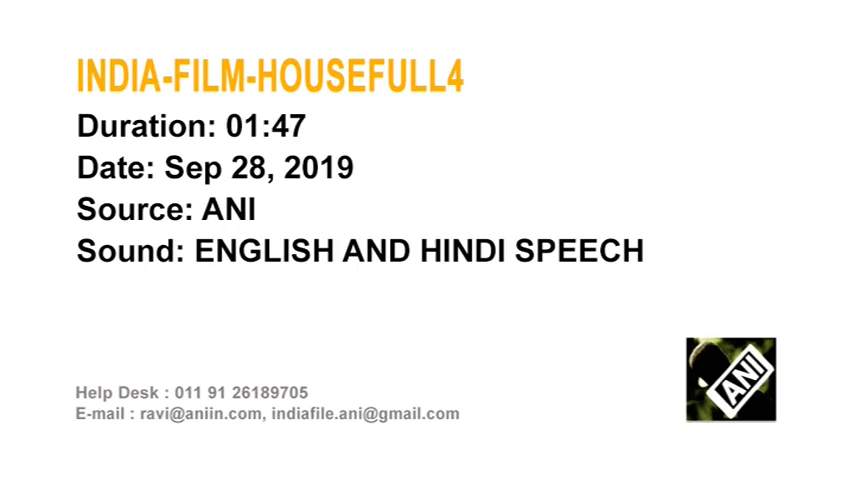 INDIA-FILM-HOUSEFULL4
Duration: 01:47
Date: Sep 28, 2019
Source: ANI
Sound: ENGLISH AND HINDI SPEECH
Help Desk : 011 91 26189705
E-mail : ravi@aniin.com, indiafile.ani@gmail.com
ANI